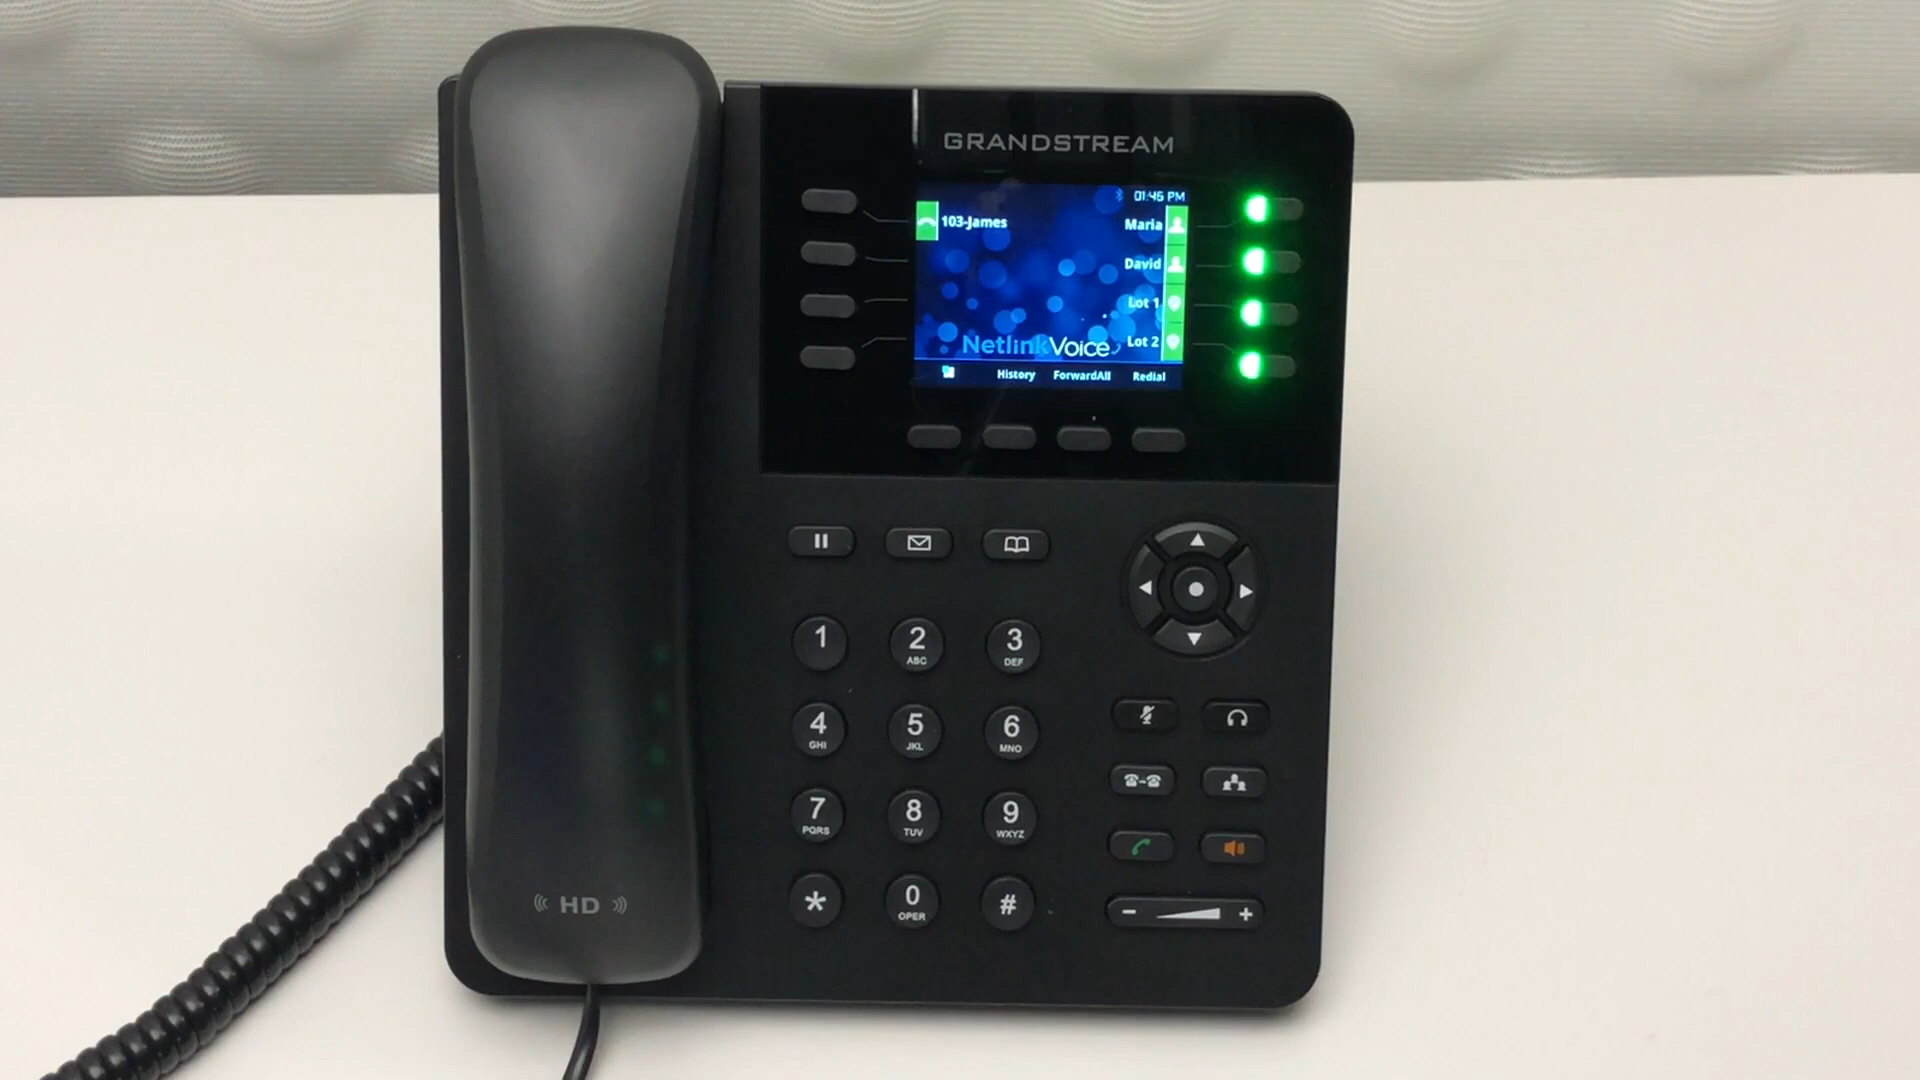 GRANDSTREAM
01:45 PM
103-James
Maria
David
Lot 1
Lot 2
NetlinkVoice
History ForwardAll Redial
1
2 ABC
3 DEF
4 GHI
5 JKL
6 MNO
7 PQRS
8 TUV
9 WXYZ
*
0 OPER
#
- +
HD